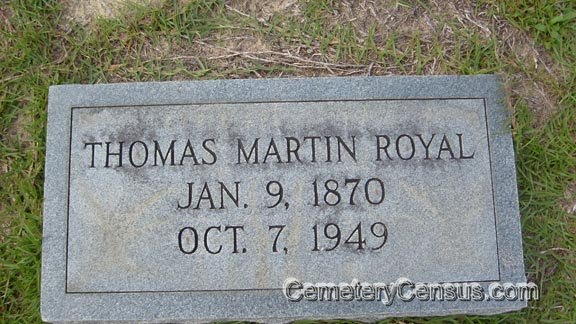 THOMAS MARTIN ROYAL
JAN. 9, 1870
OCT. 7, 1949
CemeteryCensus.com